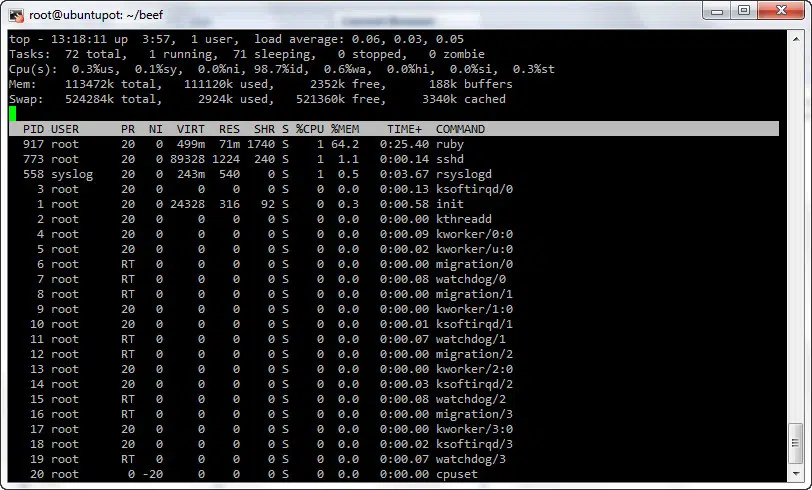 root@ubuntupot: ~/beef
top - 13:18:11 up  3:57,  1 user,  load average: 0.06, 0.03, 0.05
Tasks:  72 total,   1 running,  71 sleeping,   0 stopped,   0 zombie
Cpu(s):  0.3%us,  0.1%sy,  0.0%ni, 98.7%id,  0.6%wa,  0.0%hi,  0.0%si,  0.3%st
Mem:    113472k total,   111120k used,     2352k free,      188k buffers
Swap:   524284k total,     2924k used,   521360k free,     3340k cached
PID USER      PR  NI  VIRT  RES  SHR S %CPU %MEM    TIME+  COMMAND
917 root      20   0  499m  71m 1740 S    1 64.2   0:25.40 ruby
773 root      20   0 89328 1224  240 S    1  1.1   0:00.14 sshd
558 syslog    20   0  243m  540    0 S    1  0.5   0:03.67 rsyslogd
3 root      20   0     0    0    0 S    0  0.0   0:00.13 ksoftirqd/0
1 root      20   0 24328  316   92 S    0  0.3   0:00.58 init
2 root      20   0     0    0    0 S    0  0.0   0:00.00 kthreadd
4 root      20   0     0    0    0 S    0  0.0   0:00.09 kworker/0:0
5 root      20   0     0    0    0 S    0  0.0   0:00.02 kworker/u:0
6 root      RT   0     0    0    0 S    0  0.0   0:00.00 migration/0
7 root      RT   0     0    0    0 S    0  0.0   0:00.08 watchdog/0
8 root      RT   0     0    0    0 S    0  0.0   0:00.00 migration/1
9 root      20   0     0    0    0 S    0  0.0   0:00.00 kworker/1:0
10 root      20   0     0    0    0 S    0  0.0   0:00.01 ksoftirqd/1
11 root      RT   0     0    0    0 S    0  0.0   0:00.07 watchdog/1
12 root      RT   0     0    0    0 S    0  0.0   0:00.00 migration/2
13 root      20   0     0    0    0 S    0  0.0   0:00.00 kworker/2:0
14 root      20   0     0    0    0 S    0  0.0   0:00.03 ksoftirqd/2
15 root      RT   0     0    0    0 S    0  0.0   0:00.08 watchdog/2
16 root      RT   0     0    0    0 S    0  0.0   0:00.00 migration/3
17 root      20   0     0    0    0 S    0  0.0   0:00.00 kworker/3:0
18 root      20   0     0    0    0 S    0  0.0   0:00.02 ksoftirqd/3
19 root      RT   0     0    0    0 S    0  0.0   0:00.07 watchdog/3
20 root       0 -20     0    0    0 S    0  0.0   0:00.00 cpuset